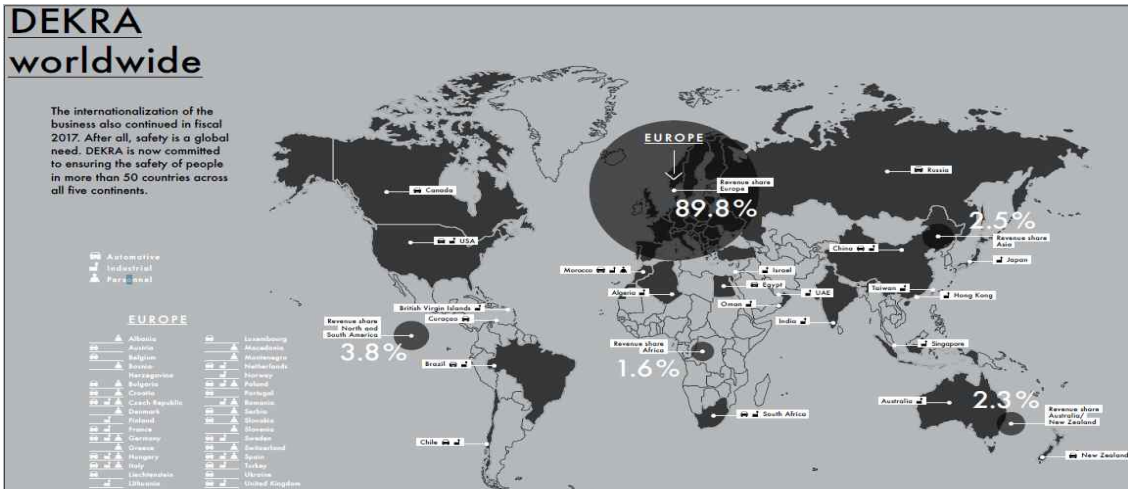 DEKRA
worldwide
The internationalization of the
business also continued in fiscal
2017. After all, safety is a global
need. DEKRA is now committed
to ensuring the safety of people
in more than 50 countries across
all five continents.
Automotive
Industrial
Personnel
EUROPE
Albania
Austria
Belgium
Bosnia-
Herzegovina
Bulgaria
Croatia
Czech Republic
Denmark
Finland
France
Germany
Greece
Hungary
Italy
Liechtenstein
Lithuania
Luxembourg
Macedonia
Montenegro
Netherlands
Norway
Poland
Portugal
Romania
Serbia
Slovakia
Slovenia
Sweden
Switzerland
Spain
Turkey
Ukraine
United Kingdom
Canada
USA
British Virgin Islands
Curaçao
Revenue share
North and
South America
3.8%
Brazil
Chile
EUROPE
Revenue share
Europe
89.8%
Morocco
Algeria
Israel
Egypt
UAE
Oman
Revenue share
Africa
1.6%
South Africa
Russia
2.5%
Revenue share
Asia
China
Japan
Taiwan
Hong Kong
India
Singapore
Australia
2.3%
Revenue share
Australia/
New Zealand
New Zealand